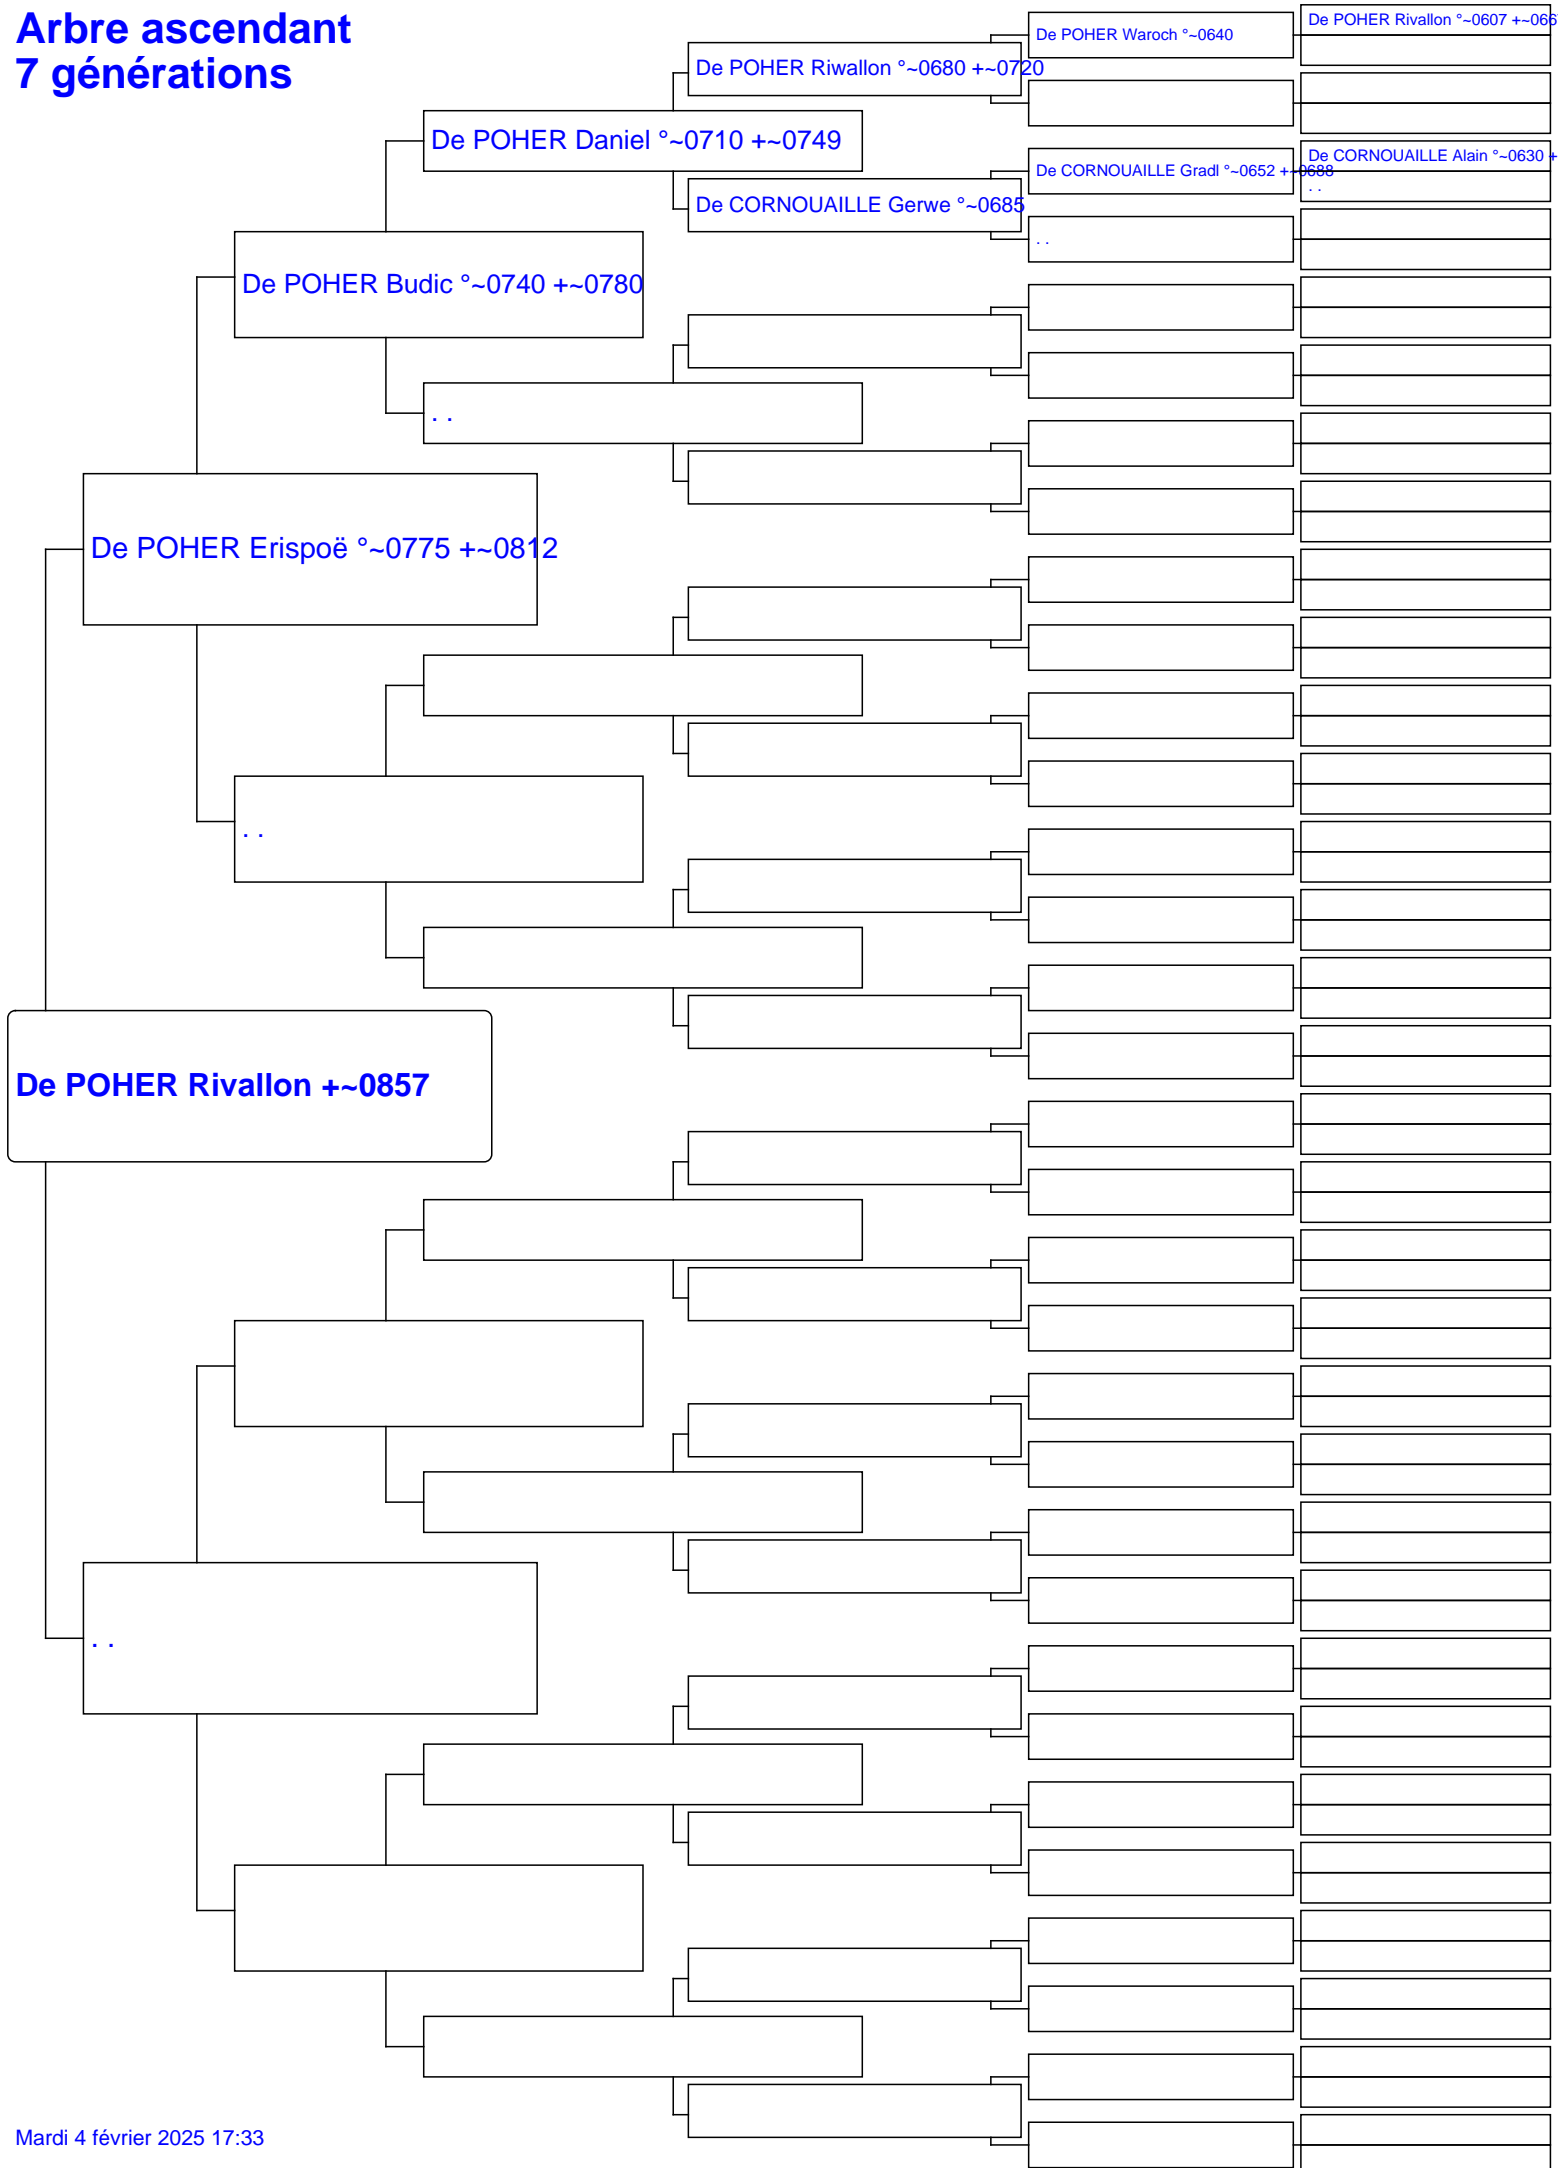 Arbre ascendant
7 générations
De POHER Rivallon +~0857
De POHER Erispoë °~0775 +~0812
. .
De POHER Budic °~0740 +~0780
. .
De POHER Daniel °~0710 +~0749
. .
De POHER Riwallon °~0680 +~0720
De CORNOUAILLE Gerwe °~0685
De POHER Waroch °~0640
De CORNOUAILLE Gradl °~0652 +~0688
. .
De POHER Rivallon °~0607 +~066
De CORNOUAILLE Alain °~0630 +
. .
Mardi 4 février 2025 17:33